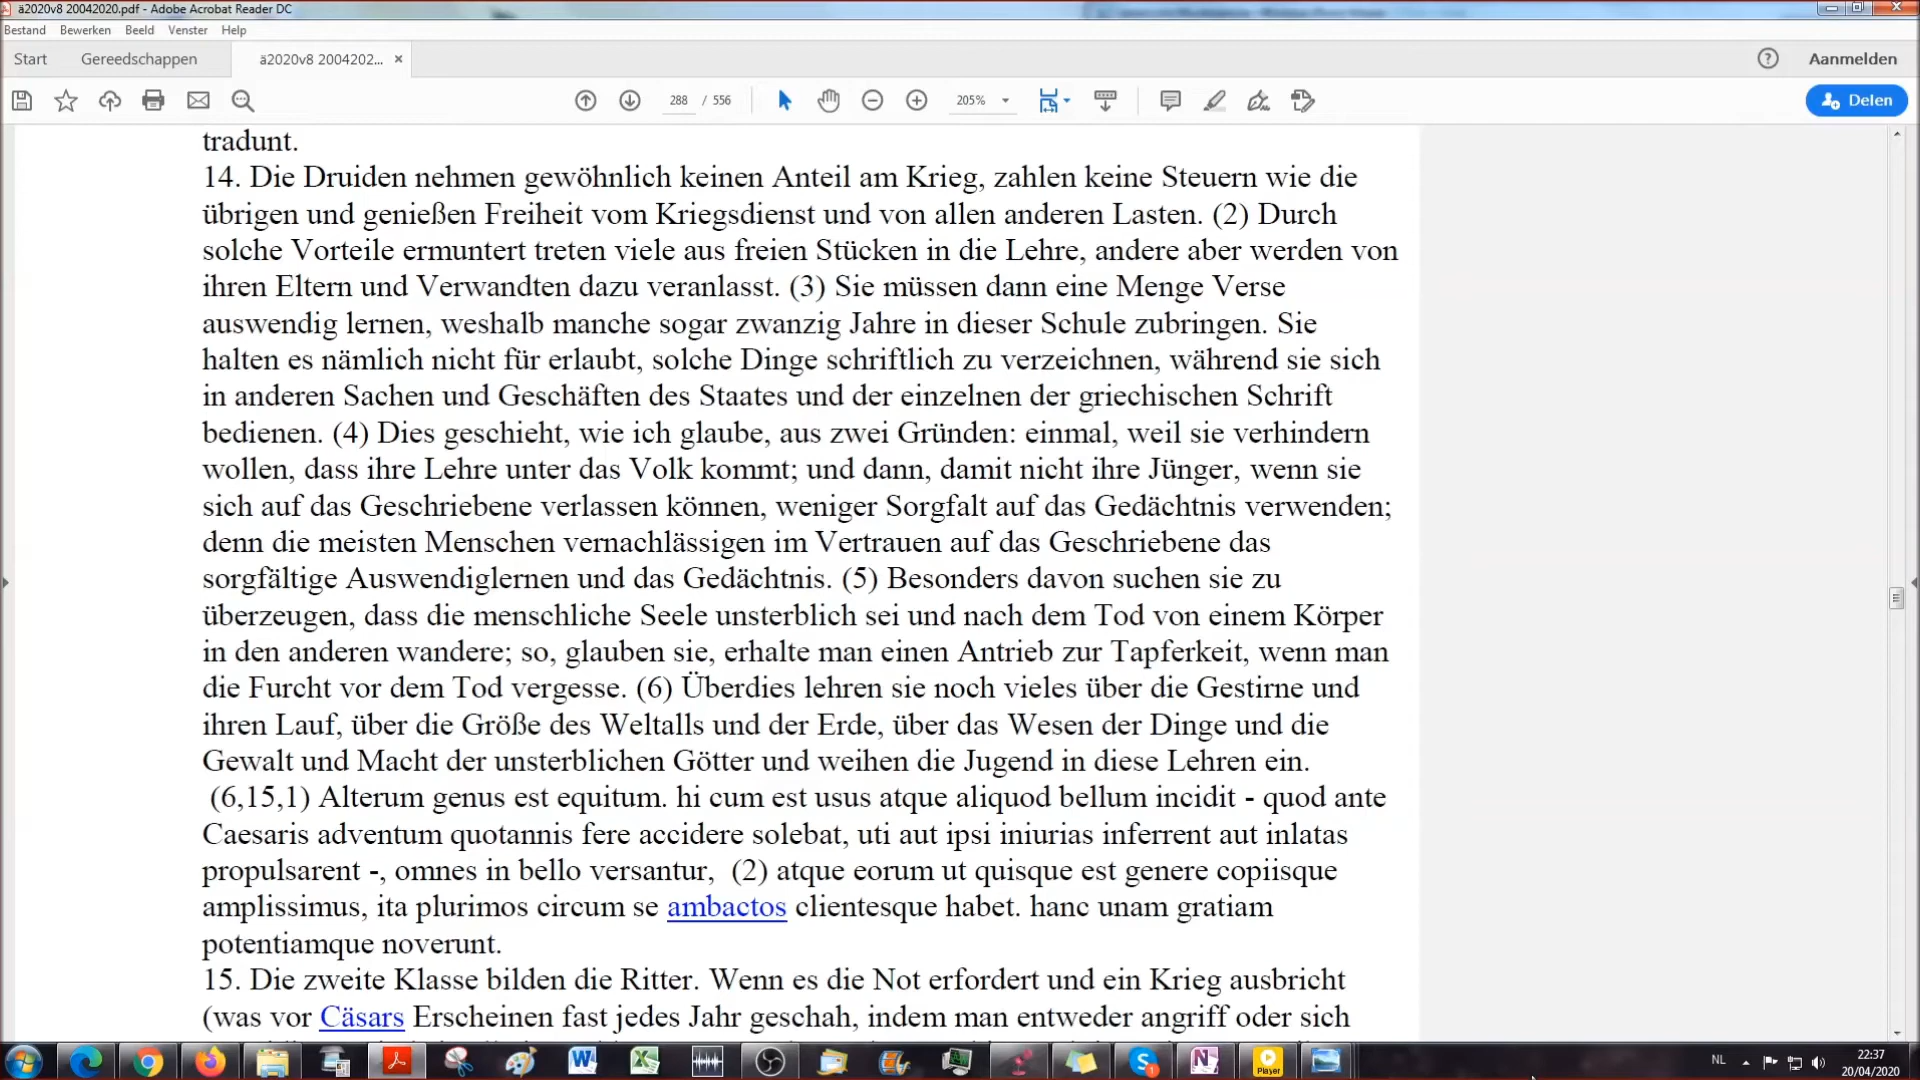 ä2020v8 20042020.pdf - Adobe Acrobat Reader DC
Bestand Bewerken Beeld Venster Help
Start Gereedschappen ä2020v8 2004202... × Aanmelden
288 / 556 205% Delen
tradunt.
14. Die Druiden nehmen gewöhnlich keinen Anteil am Krieg, zahlen keine Steuern wie die
übrigen und genießen Freiheit vom Kriegsdienst und von allen anderen Lasten. (2) Durch
solche Vorteile ermuntert treten viele aus freien Stücken in die Lehre, andere aber werden von
ihren Eltern und Verwandten dazu veranlasst. (3) Sie müssen dann eine Menge Verse
auswendig lernen, weshalb manche sogar zwanzig Jahre in dieser Schule zubringen. Sie
halten es nämlich nicht für erlaubt, solche Dinge schriftlich zu verzeichnen, während sie sich
in anderen Sachen und Geschäften des Staates und der einzelnen der griechischen Schrift
bedienen. (4) Dies geschieht, wie ich glaube, aus zwei Gründen: einmal, weil sie verhindern
wollen, dass ihre Lehre unter das Volk kommt; und dann, damit nicht ihre Jünger, wenn sie
sich auf das Geschriebene verlassen können, weniger Sorgfalt auf das Gedächtnis verwenden;
denn die meisten Menschen vernachlässigen im Vertrauen auf das Geschriebene das
sorgfältige Auswendiglernen und das Gedächtnis. (5) Besonders davon suchen sie zu
überzeugen, dass die menschliche Seele unsterblich sei und nach dem Tod von einem Körper
in den anderen wandere; so, glauben sie, erhalte man einen Antrieb zur Tapferkeit, wenn man
die Furcht vor dem Tod vergesse. (6) Überdies lehren sie noch vieles über die Gestirne und
ihren Lauf, über die Größe des Weltalls und der Erde, über das Wesen der Dinge und die
Gewalt und Macht der unsterblichen Götter und weihen die Jugend in diese Lehren ein.
(6,15,1) Alterum genus est equitum. hi cum est usus atque aliquod bellum incidit - quod ante
Caesaris adventum quotannis fere accidere solebat, uti aut ipsi iniurias inferrent aut inlatas
propulsarent -, omnes in bello versantur, (2) atque eorum ut quisque est genere copiisque
amplissimus, ita plurimos circum se ambactos clientesque habet. hanc unam gratiam
potentiamque noverunt.
15. Die zweite Klasse bilden die Ritter. Wenn es die Not erfordert und ein Krieg ausbricht
(was vor Cäsars Erscheinen fast jedes Jahr geschah, indem man entweder angriff oder sich
Player NL 22:37
20/04/2020